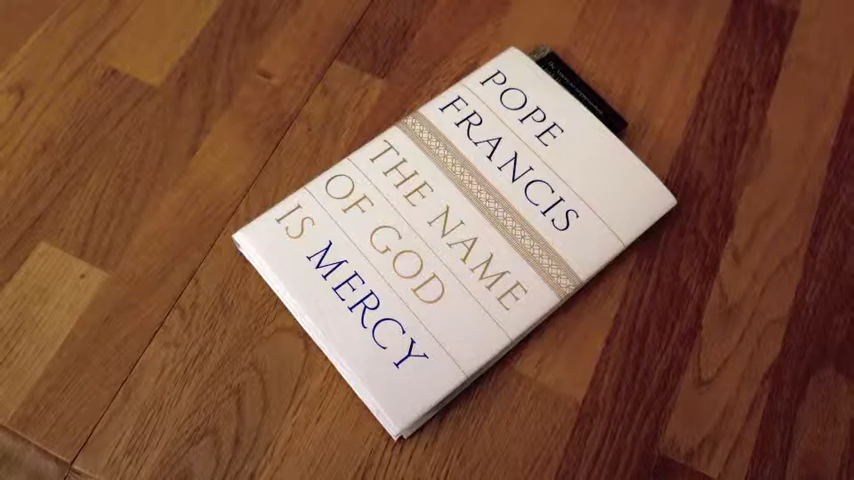 POPE
FRANCIS
THE NAME
OF GOD
IS MERCY